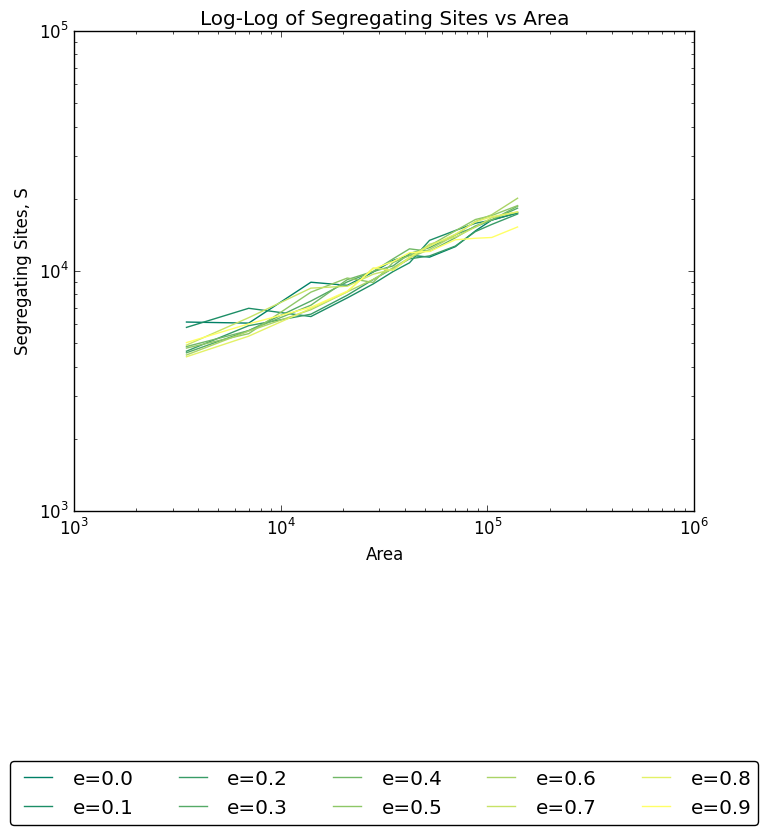 Log-Log of Segregating Sites vs Area
10^5
10^4
10^3
Segregating Sites, S
10^3 10^4 10^5 10^6
Area
e=0.0 e=0.2 e=0.4 e=0.6 e=0.8
e=0.1 e=0.3 e=0.5 e=0.7 e=0.9